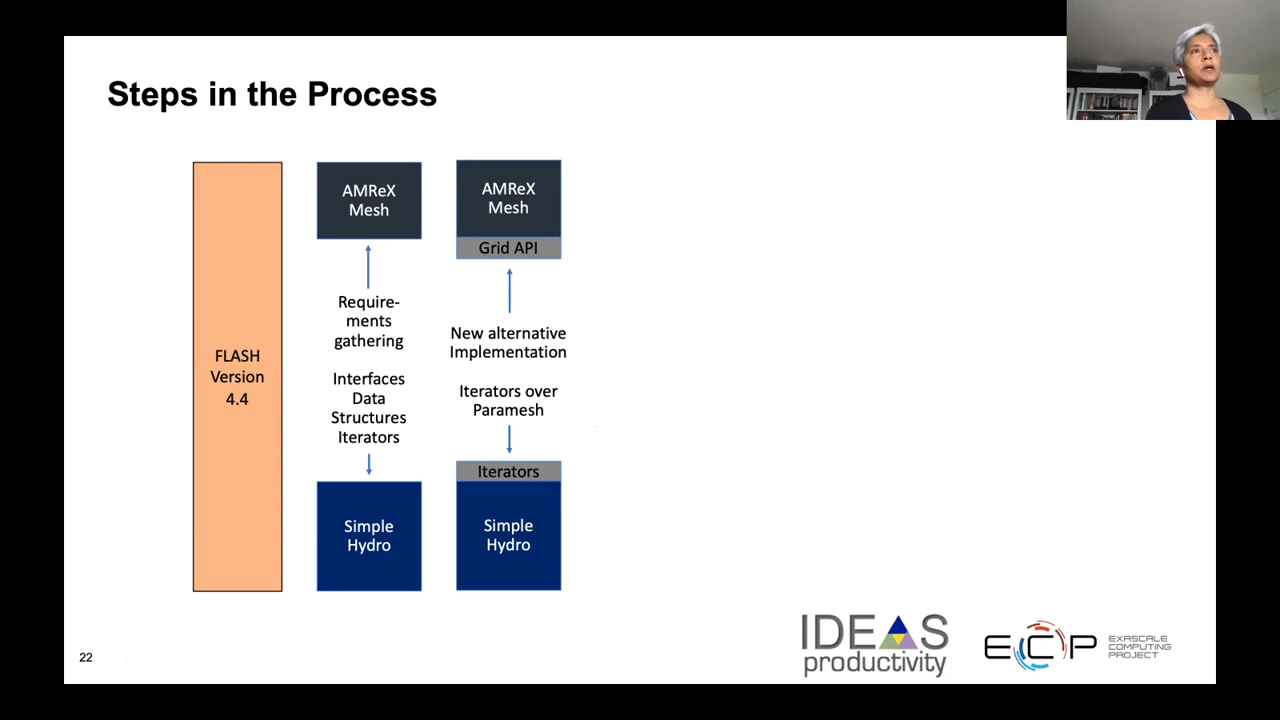 Steps in the Process
FLASH
Version
4.4
AMReX
Mesh
Require-
ments
gathering
Interfaces
Data
Structures
Iterators
Simple
Hydro
AMReX
Mesh
Grid API
New alternative
Implementation
Iterators over
Paramesh
Iterators
Simple
Hydro
22
IDEAS
productivity
ECP
EXASCALE
COMPUTING
PROJECT